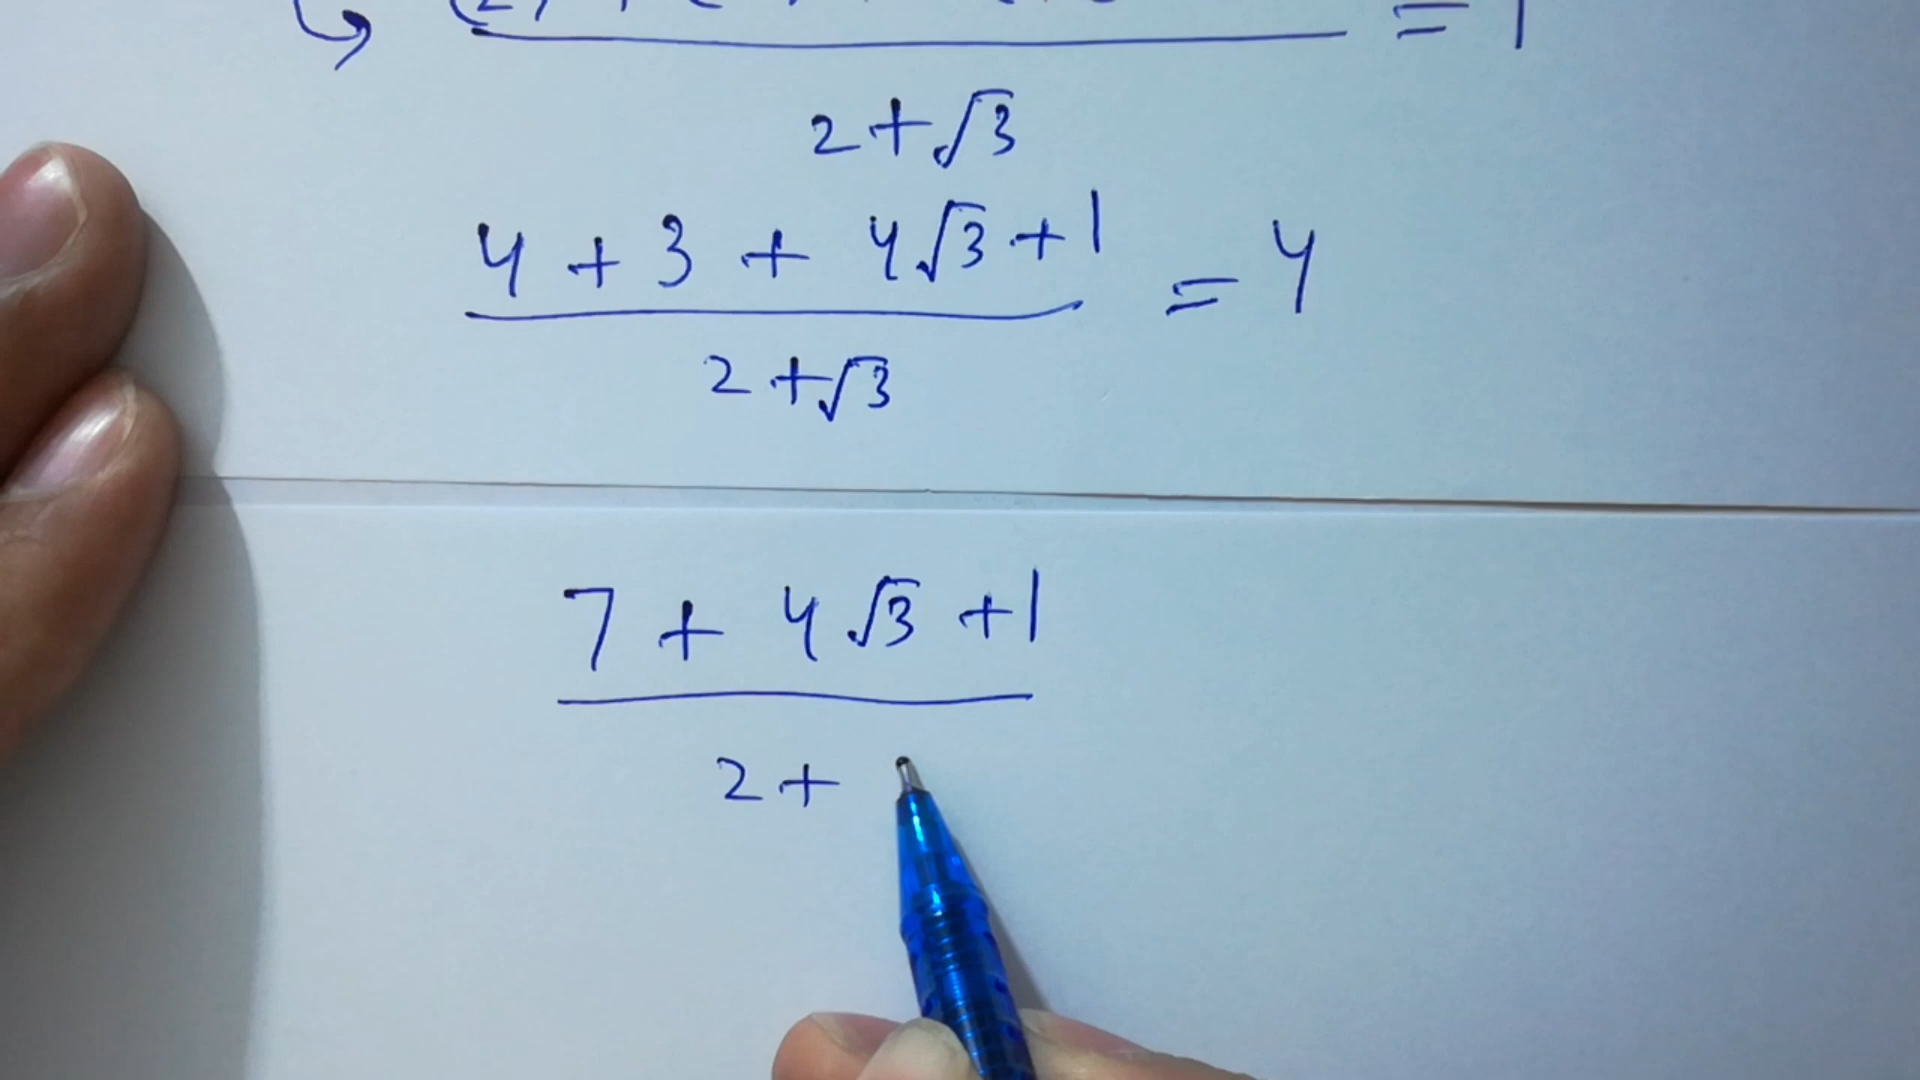 = 1
2+√3
4 + 3 + 4√3 + 1 = 4
2+√3
7 + 4√3 + 1
2 +